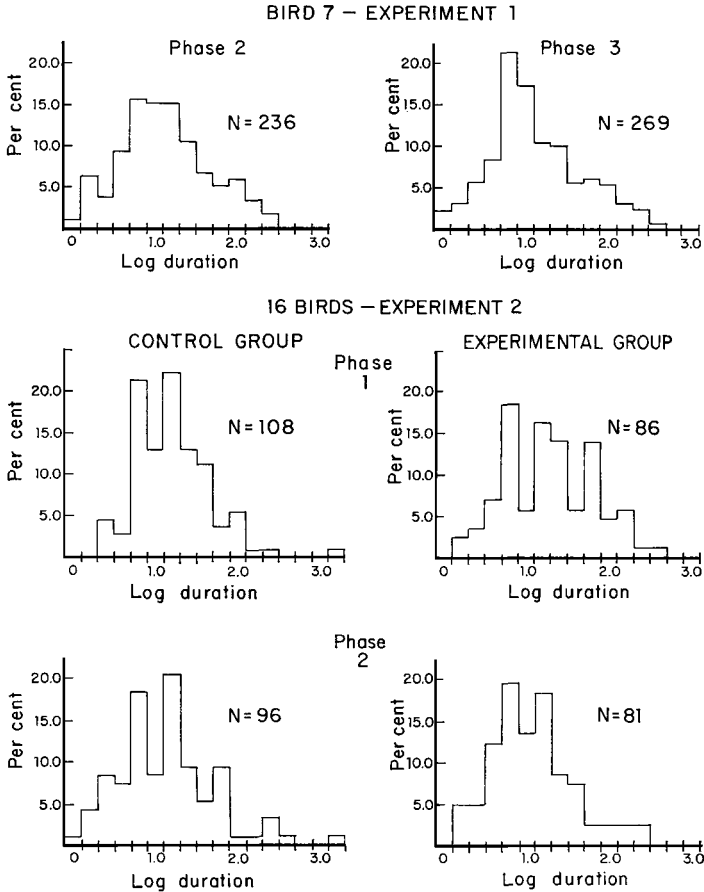 BIRD 7 – EXPERIMENT 1
Phase 2
Phase 3
Per cent
20.0
15.0
10.0
5.0
N=236
0 1.0 2.0 3.0
Log duration
Per cent
20.0
15.0
10.0
5.0
N=269
0 1.0 2.0 3.0
Log duration
16 BIRDS – EXPERIMENT 2
CONTROL GROUP
EXPERIMENTAL GROUP
Phase
1
Per cent
20.0
15.0
10.0
5.0
N=108
0 1.0 2.0 3.0
Log duration
Per cent
20.0
15.0
10.0
5.0
N=86
0 1.0 2.0 3.0
Log duration
Phase
2
Per cent
20.0
15.0
10.0
5.0
N=96
0 1.0 2.0 3.0
Log duration
Per cent
20.0
15.0
10.0
5.0
N=81
0 1.0 2.0 3.0
Log duration